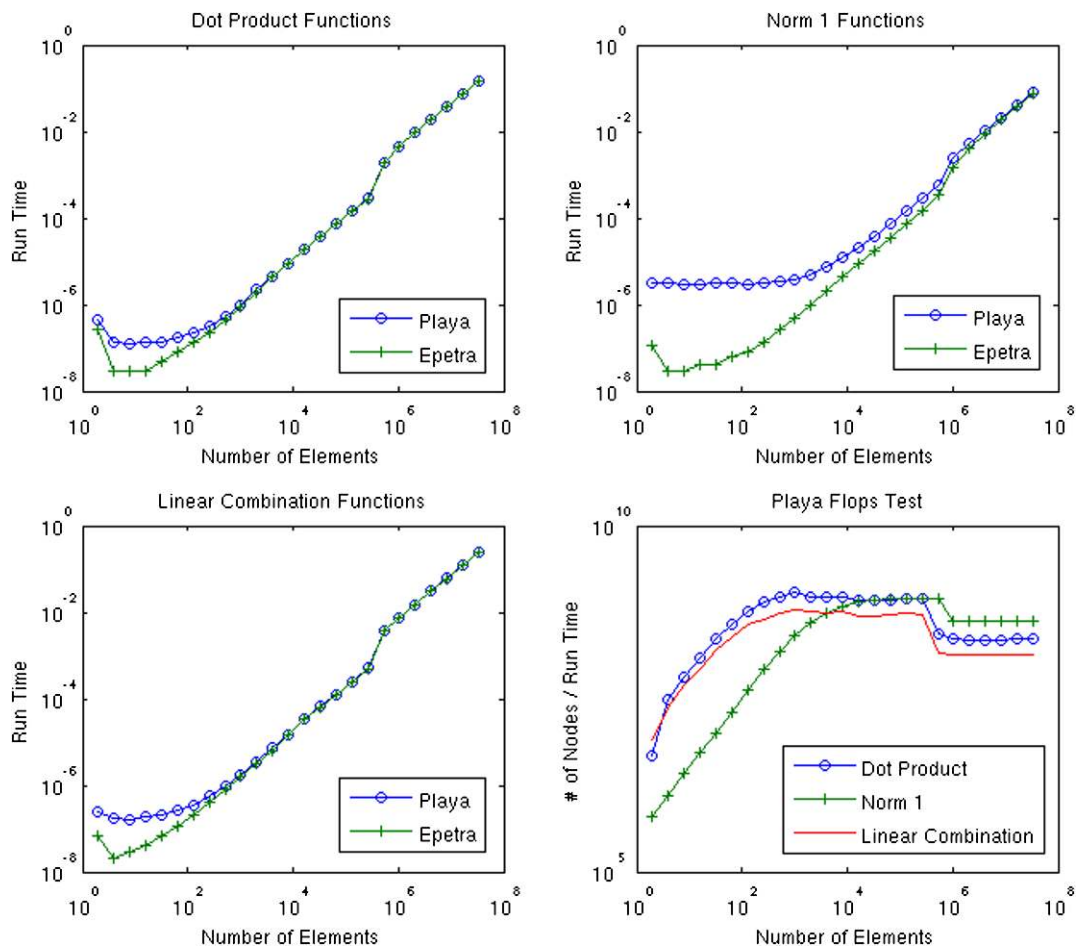 Dot Product Functions
10^0
10^-2
10^-4
10^-6
10^-8
Run Time
Playa
Epetra
10^0
10^2
10^4
10^6
10^8
Number of Elements
Norm 1 Functions
10^0
10^-2
10^-4
10^-6
10^-8
Run Time
Playa
Epetra
10^0
10^2
10^4
10^6
10^8
Number of Elements
Linear Combination Functions
10^0
10^-2
10^-4
10^-6
10^-8
Run Time
Playa
Epetra
10^0
10^2
10^4
10^6
10^8
Number of Elements
Playa Flops Test
10^10
10^5
# of Nodes / Run Time
Dot Product
Norm 1
Linear Combination
10^0
10^2
10^4
10^6
10^8
Number of Elements